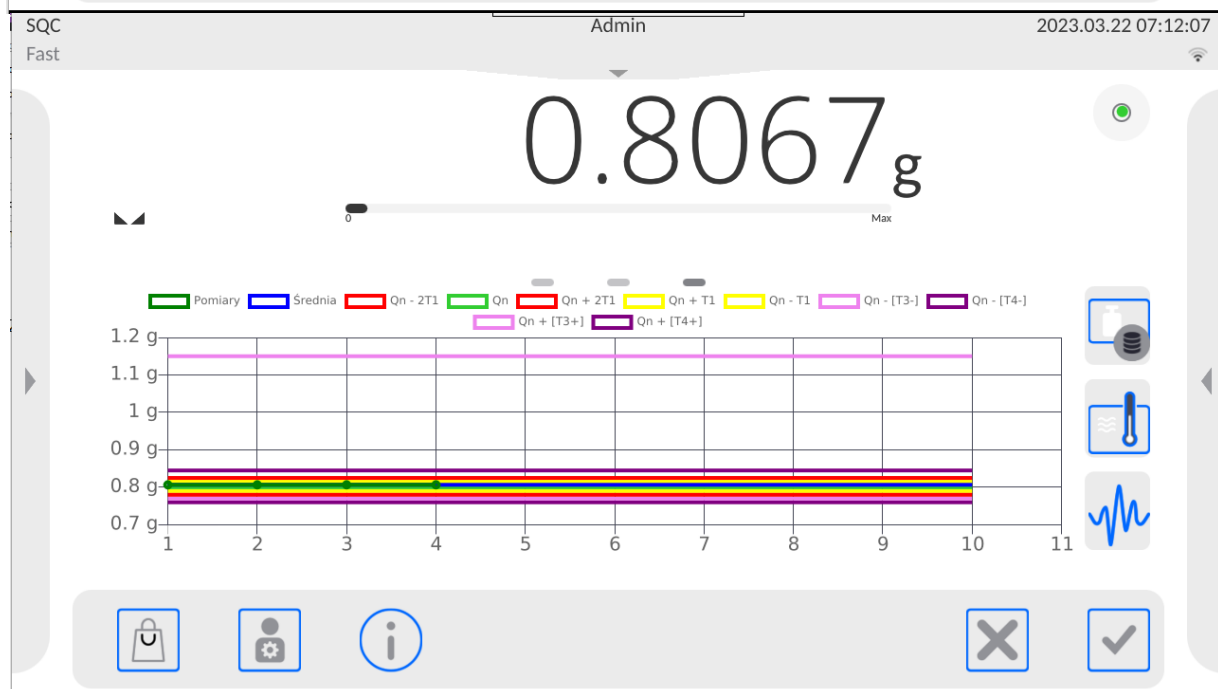 SQC Admin 2023.03.22 07:12:07
Fast
0.8067 g
0 Max
Pomiary Średnia Qn - 2T1 Qn Qn + 2T1 Qn + T1 Qn - T1 Qn - [T3-] Qn - [T4-]
Qn + [T3+] Qn + [T4+]
1.2 g
1.1 g
1 g
0.9 g
0.8 g
0.7 g
1 2 3 4 5 6 7 8 9 10 11